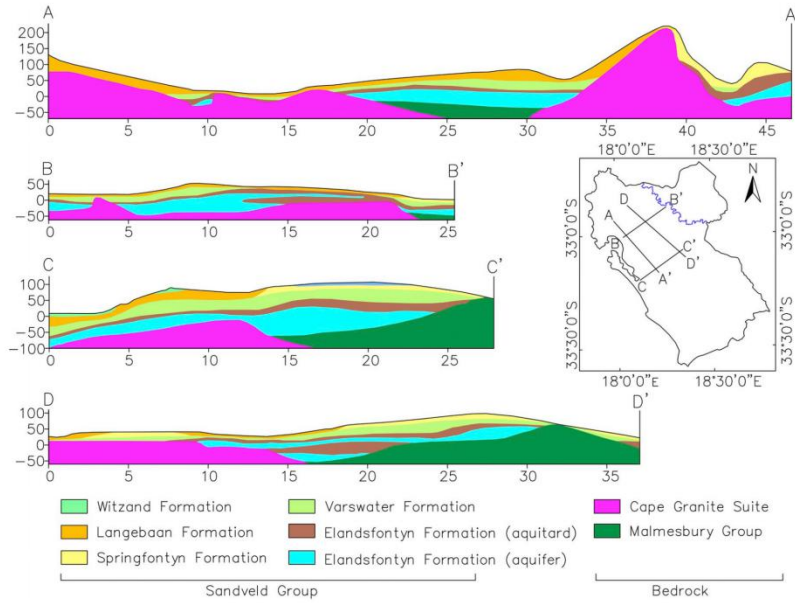 A A
200
150
100
50
0
−50
0 5 10 15 20 25 30 35 40 45
B B'
50
0
−50
0 5 10 15 20 25
C C'
100
50
0
−50
−100
0 5 10 15 20 25
D D'
100
50
0
−50
0 5 10 15 20 25 30 35
18°0'0"E 18°30'0"E
N
33°0'0"S 33°0'0"S
33°30'0"S 33°30'0"S
D B'
A
B C'
D'
C A'
18°0'0"E 18°30'0"E
Witzand Formation
Langebaan Formation
Springfontyn Formation
Varswater Formation
Elandsfontyn Formation (aquitard)
Elandsfontyn Formation (aquifer)
Cape Granite Suite
Malmesbury Group
Sandveld Group
Bedrock